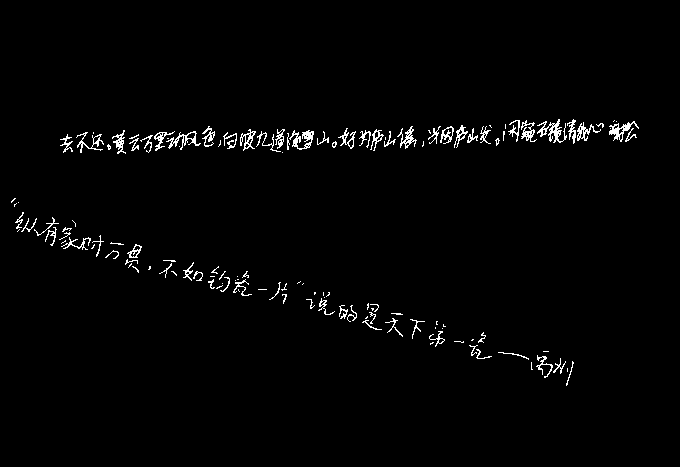 去不还。黄云万里动风色,白波九道流雪山。好为庐山谣,兴因庐山发。闲窥石镜清我心
"纵有家财万贯,不如钧瓷一片"说的是天下第一瓷——禹州